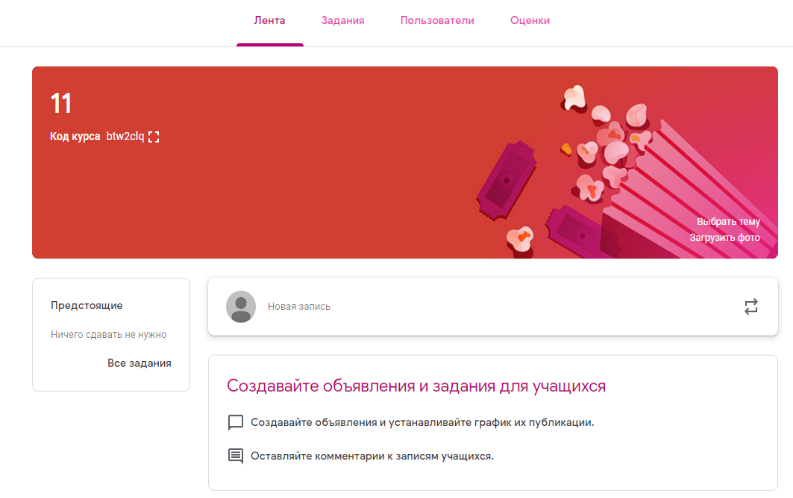 Лента Задания Пользователи Оценки
11
Код курса btw2clq
Выбрать тему
Загрузить фото
Предстоящие
Ничего сдавать не нужно
Все задания
Новая запись
Создавайте объявления и задания для учащихся
Создавайте объявления и устанавливайте график их публикации.
Оставляйте комментарии к записям учащихся.